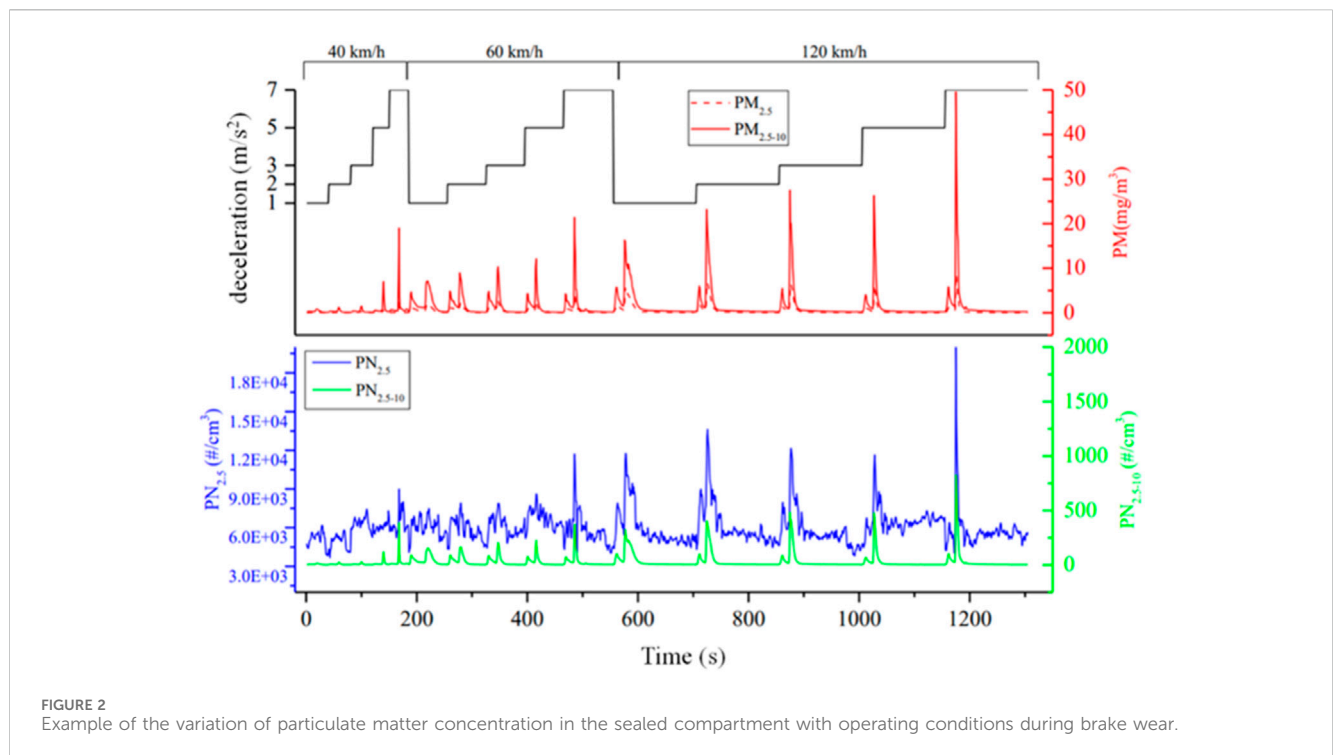 40 km/h 60 km/h 120 km/h
7
5
3
2
1
deceleration (m/s²)
PM₂.₅
PM₂.₅₋₁₀
50
40
30
20
10
0
PM(mg/m³)
PN₂.₅
PN₂.₅₋₁₀
1.8E+04
1.5E+04
1.2E+04
9.0E+03
6.0E+03
3.0E+03
PN₂.₅ (#/cm³)
2000
1500
1000
500
0
PN₂.₅₋₁₀ (#/cm³)
0 200 400 600 800 1000 1200
Time (s)
FIGURE 2
Example of the variation of particulate matter concentration in the sealed compartment with operating conditions during brake wear.